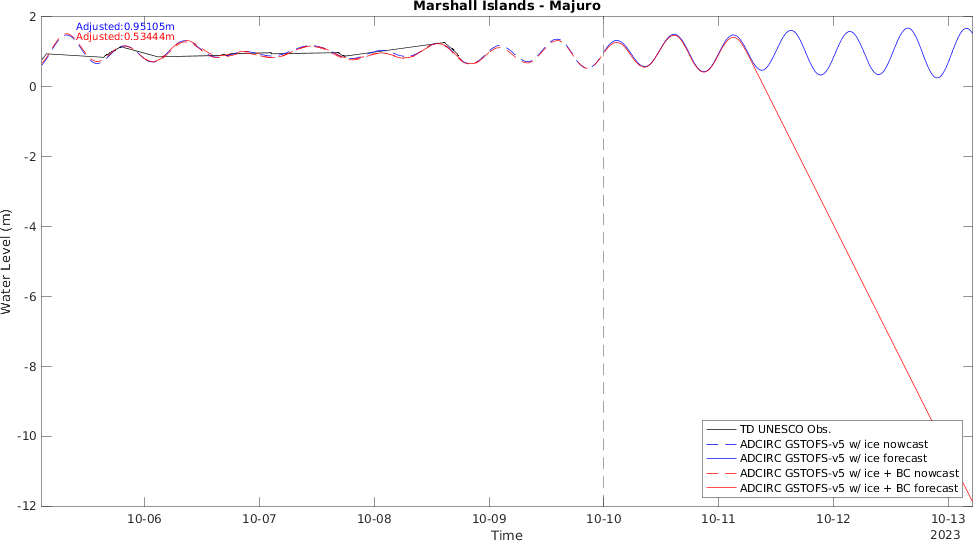 Marshall Islands - Majuro
Adjusted:0.95105m
Adjusted:0.53444m
Water Level (m)
2
0
-2
-4
-6
-8
-10
-12
10-06
10-07
10-08
10-09
10-10
10-11
10-12
10-13
2023
Time
TD UNESCO Obs.
ADCIRC GSTOFS-v5 w/ ice nowcast
ADCIRC GSTOFS-v5 w/ ice forecast
ADCIRC GSTOFS-v5 w/ ice + BC nowcast
ADCIRC GSTOFS-v5 w/ ice + BC forecast